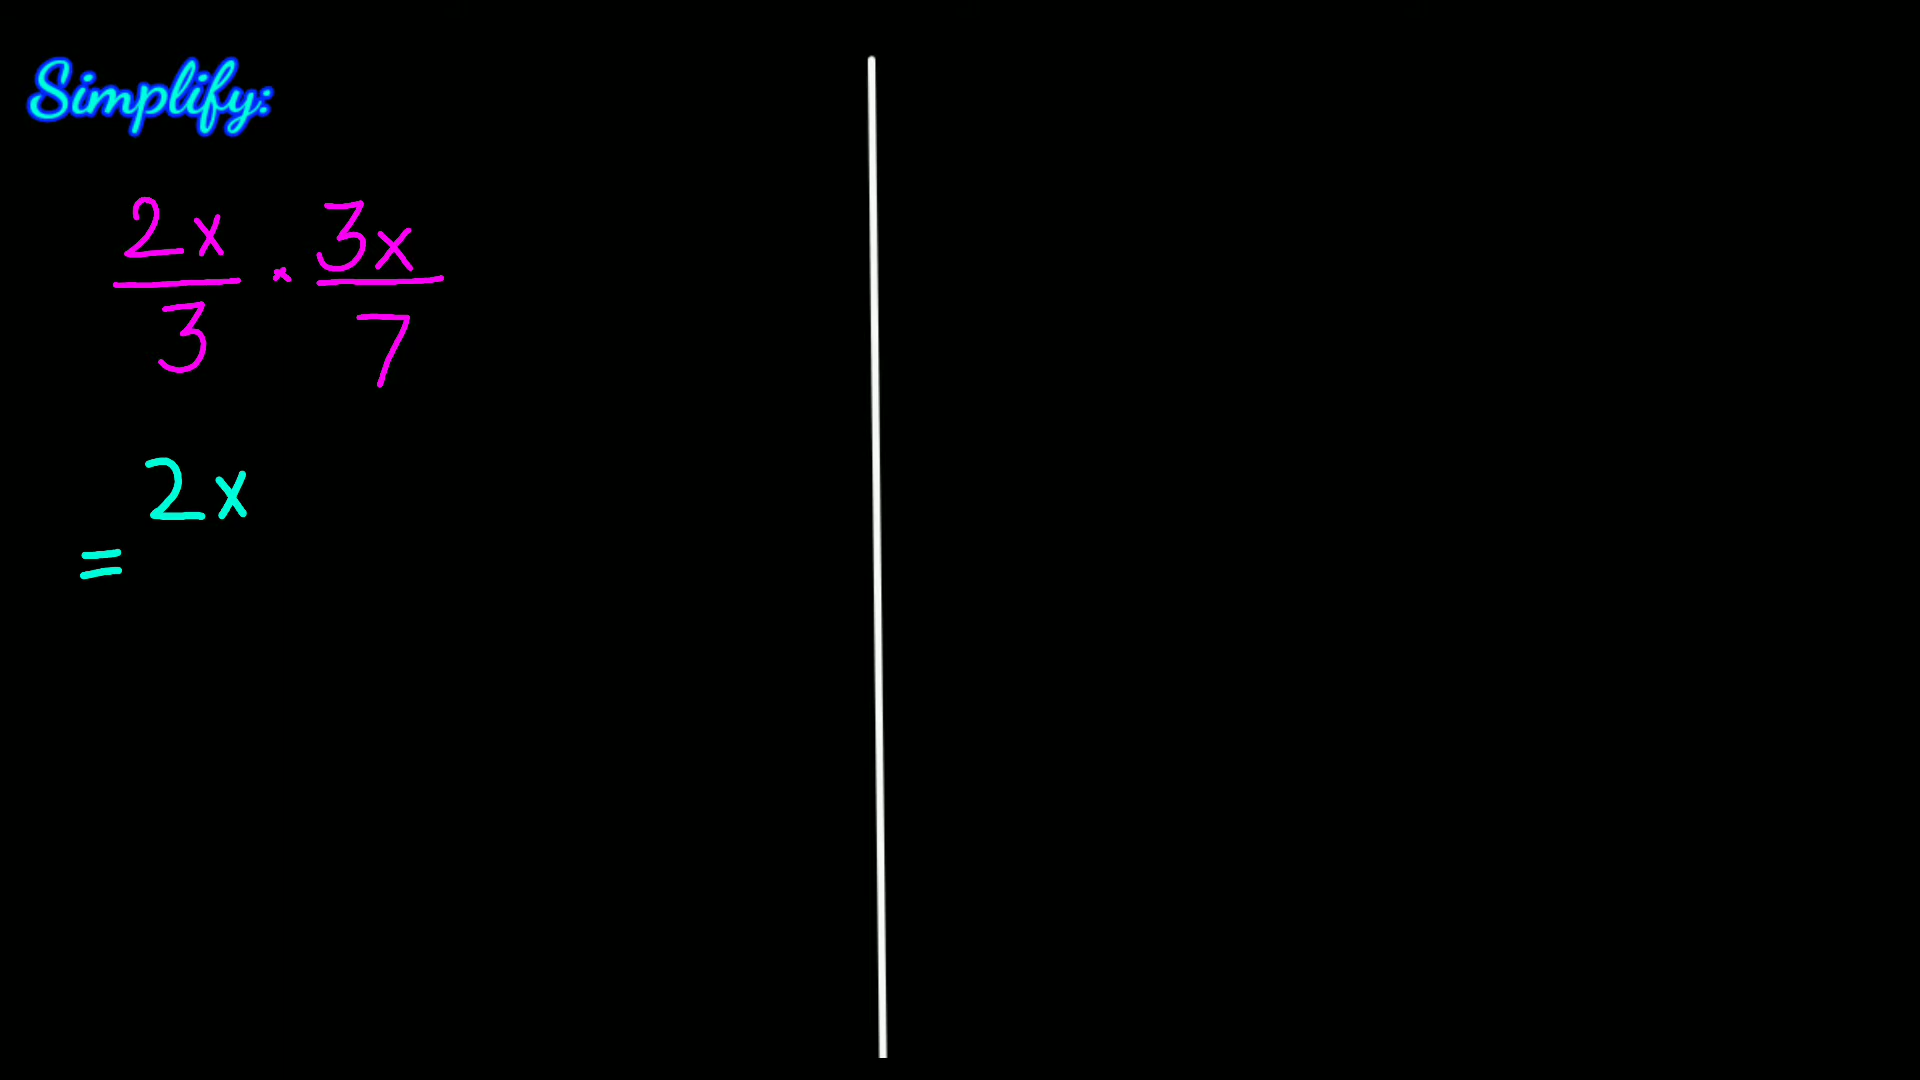 Simplify:
2x/3 × 3x/7
= 2x